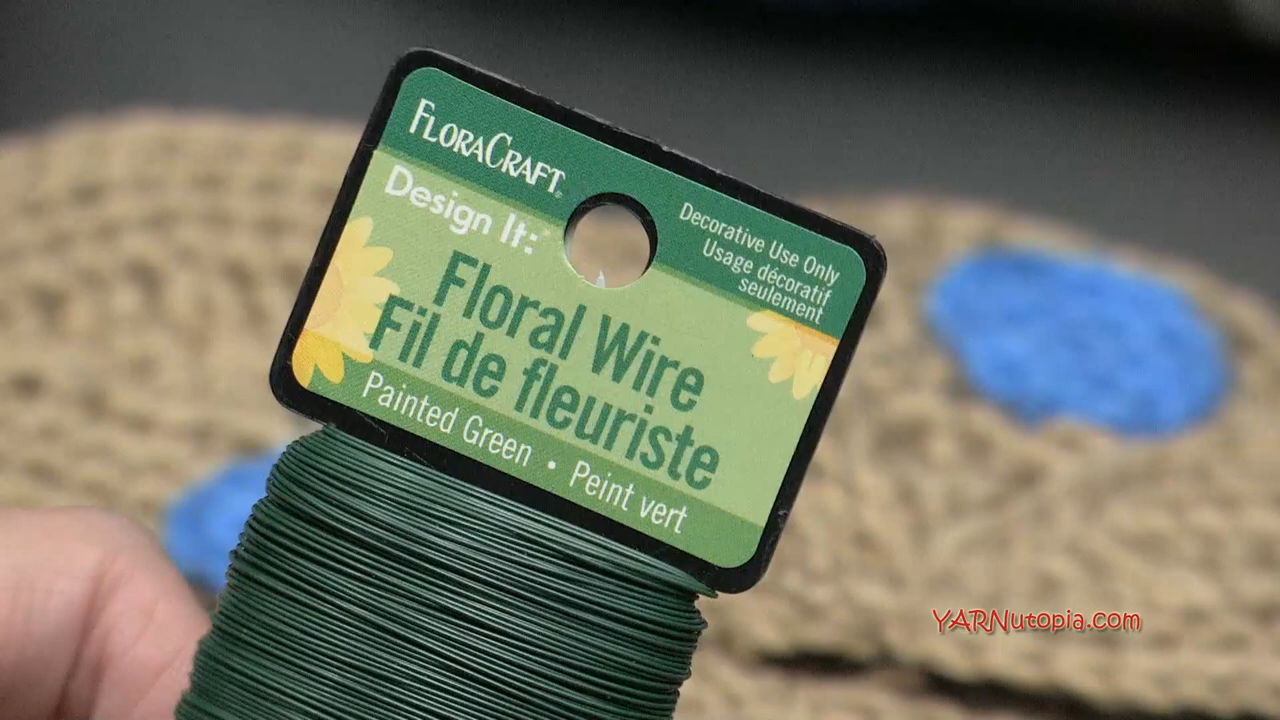 FLORACRAFT
Design It:
Decorative Use Only
Usage décoratif
seulement
Floral Wire
Fil de fleuriste
Painted Green • Peint vert
YARNutopia.com